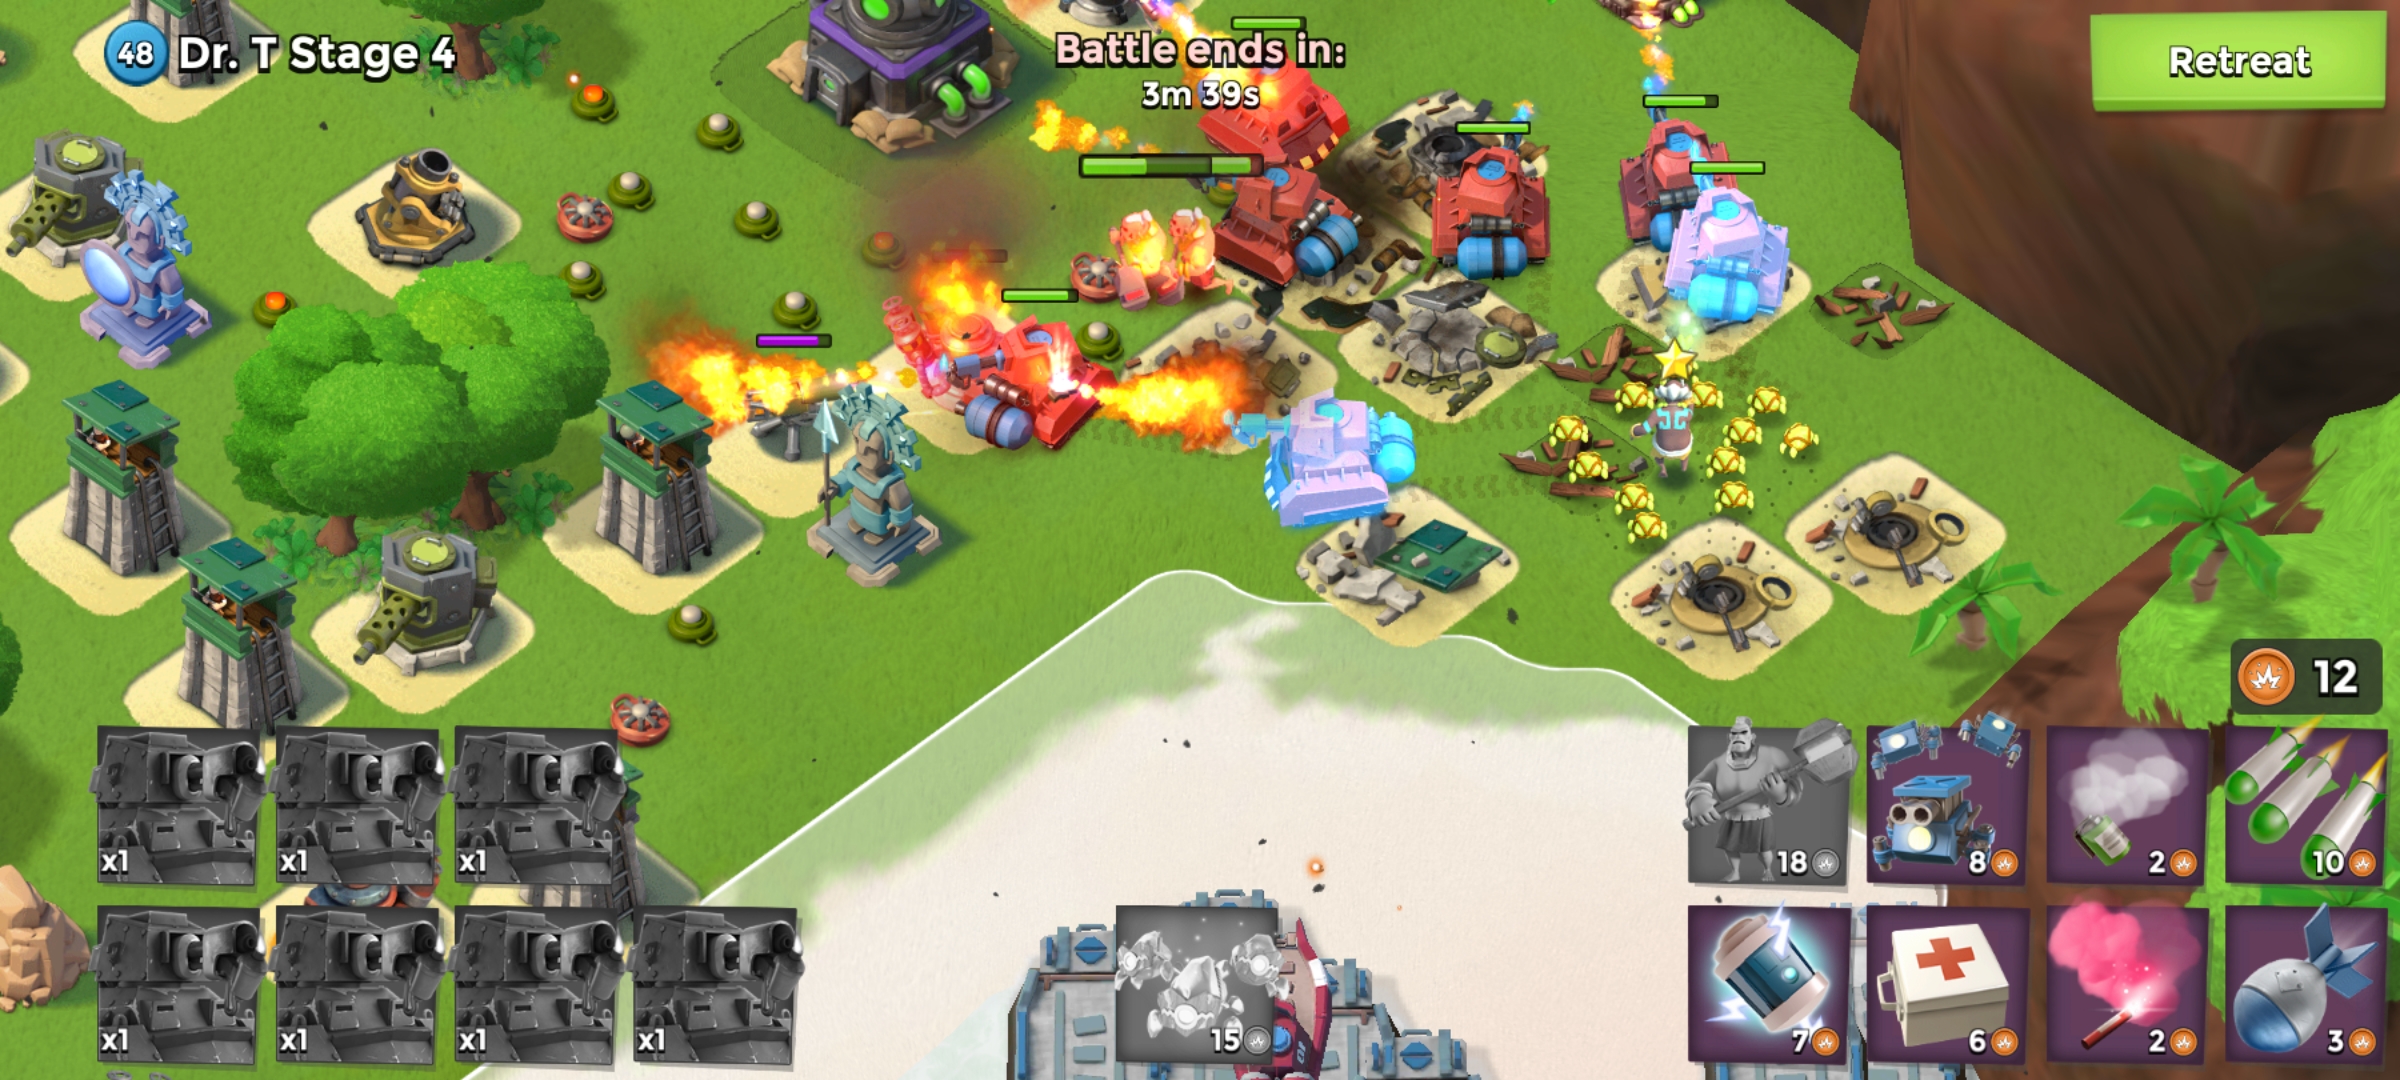 48 Dr. T Stage 4
Battle ends in:
3m 39s
Retreat
12
x1 x1 x1
18 8 2 10
x1 x1 x1 x1
15
7 6 2 3